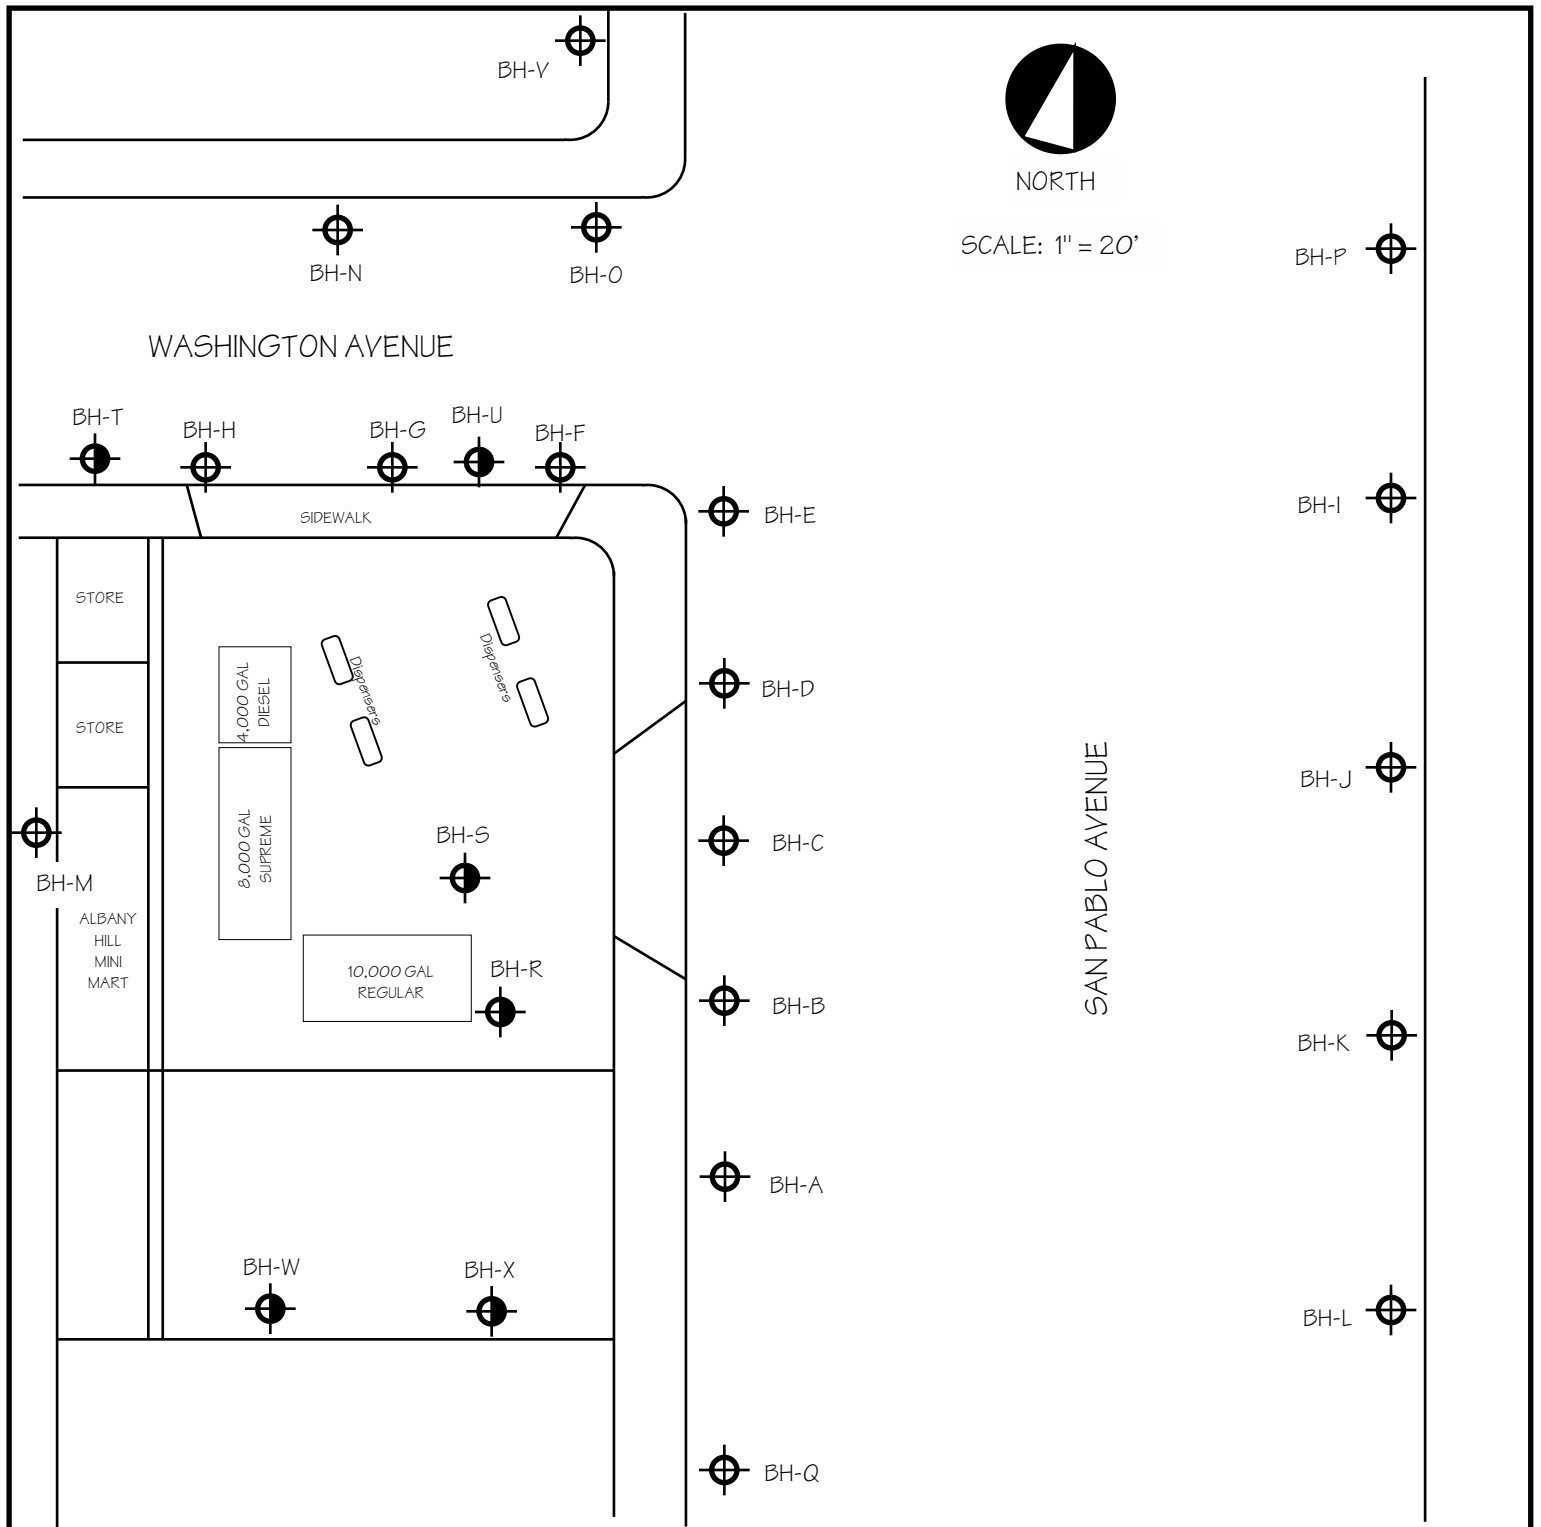 BH-V
NORTH
SCALE: 1" = 20'
BH-N
BH-O
BH-P
WASHINGTON AVENUE
BH-T
BH-H
BH-G
BH-U
BH-F
BH-E
BH-I
SIDEWALK
STORE
STORE
4,000 GAL
DIESEL
Dispensers
Dispensers
BH-D
BH-J
SAN PABLO AVENUE
8,000 GAL
SUPREME
BH-S
BH-C
BH-M
ALBANY
HILL
MINI
MART
10,000 GAL
REGULAR
BH-R
BH-B
BH-K
BH-A
BH-W
BH-X
BH-L
BH-Q